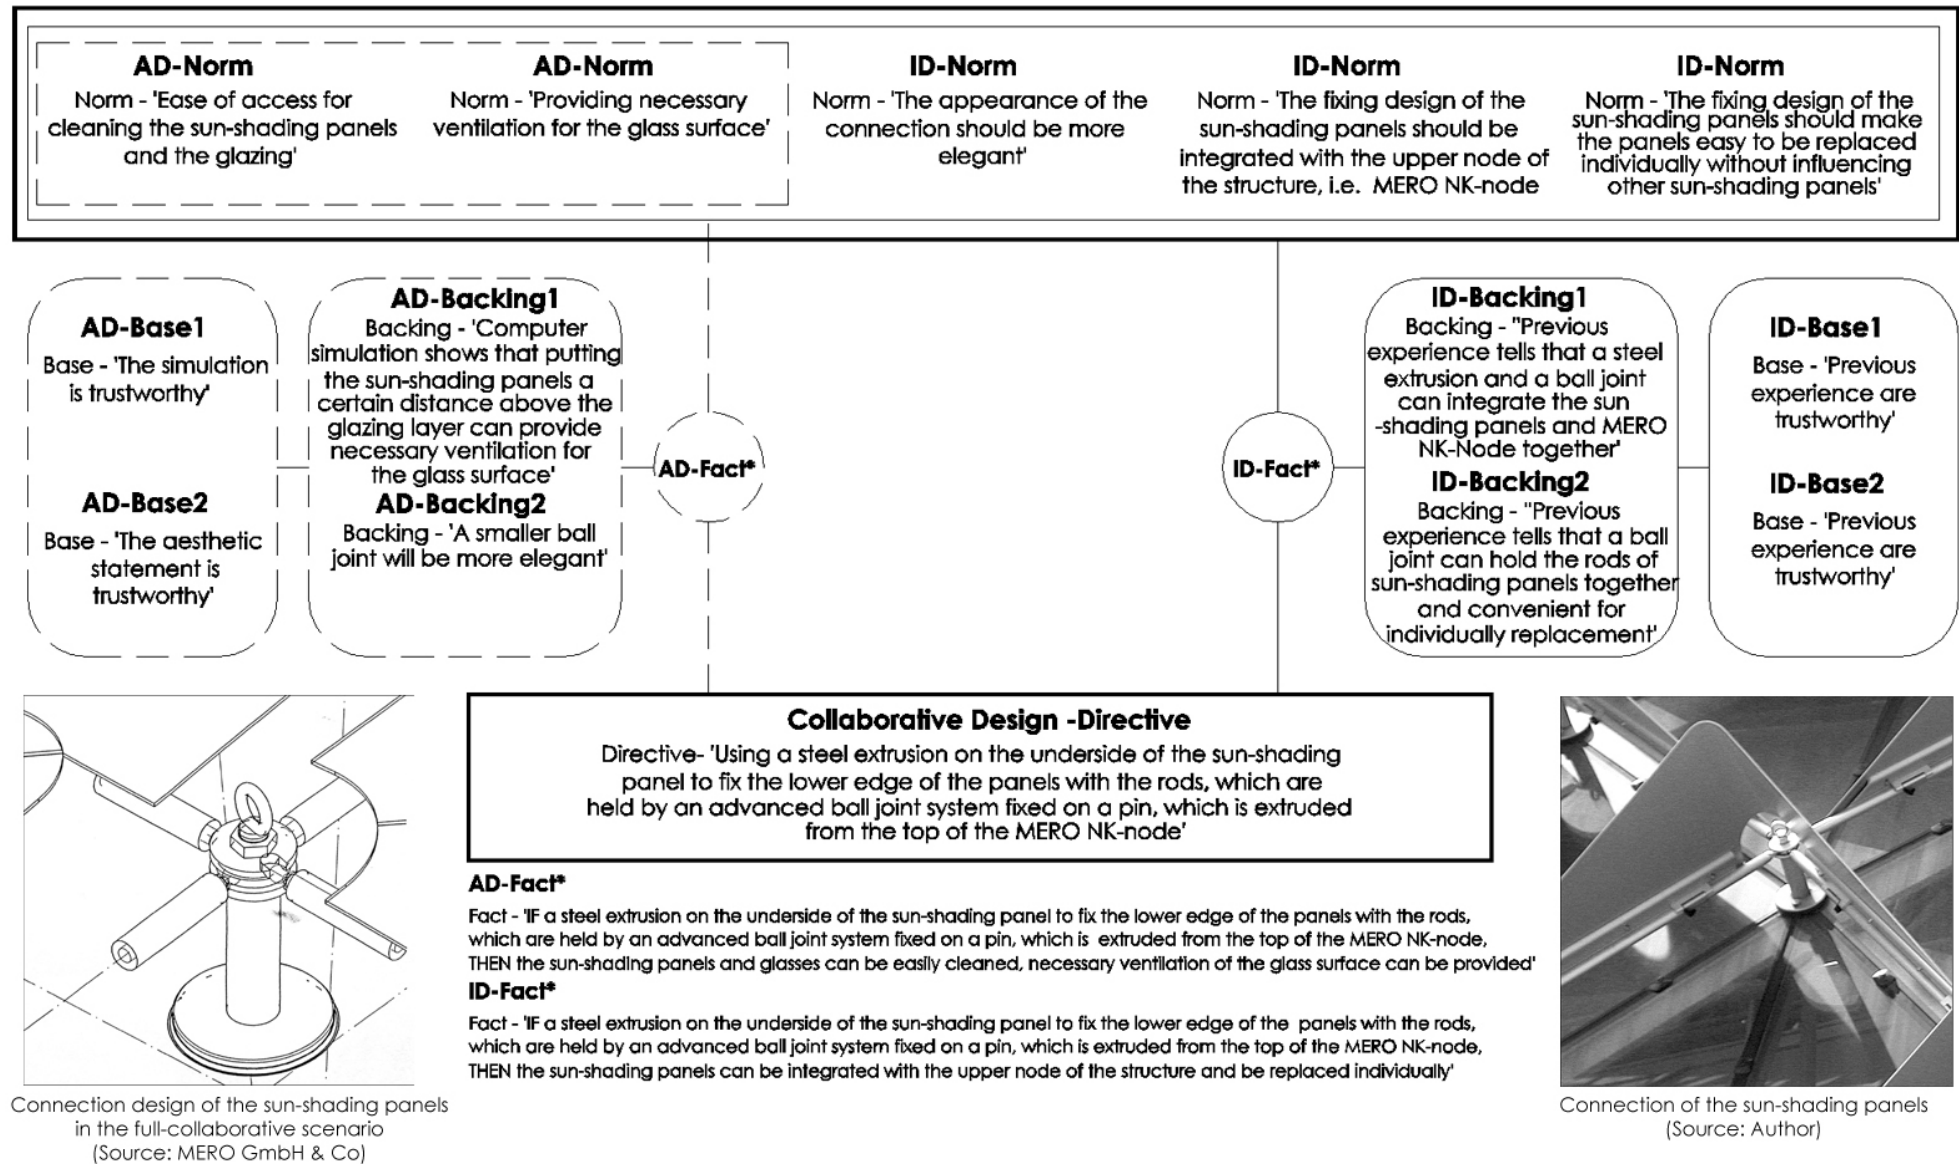 AD-Norm
Norm - 'Ease of access for
cleaning the sun-shading panels
and the glazing'
AD-Norm
Norm - 'Providing necessary
ventilation for the glass surface'
ID-Norm
Norm - 'The appearance of the
connection should be more
elegant'
ID-Norm
Norm - 'The fixing design of the
sun-shading panels should be
integrated with the upper node of
the structure, i.e. MERO NK-node
ID-Norm
Norm - 'The fixing design of the
sun-shading panels should make
the panels easy to be replaced
individually without influencing
other sun-shading panels'
AD-Base1
Base - 'The simulation
is trustworthy'
AD-Base2
Base - 'The aesthetic
statement is
trustworthy'
AD-Backing1
Backing - 'Computer
simulation shows that putting
the sun-shading panels a
certain distance above the
glazing layer can provide
necessary ventilation for
the glass surface'
AD-Backing2
Backing - 'A smaller ball
joint will be more elegant'
AD-Fact*
ID-Fact*
ID-Backing1
Backing - "Previous
experience tells that a steel
extrusion and a ball joint
can integrate the sun
-shading panels and MERO
NK-Node together'
ID-Backing2
Backing - "Previous
experience tells that a ball
joint can hold the rods of
sun-shading panels together
and convenient for
individually replacement'
ID-Base1
Base - 'Previous
experience are
trustworthy'
ID-Base2
Base - 'Previous
experience are
trustworthy'
Collaborative Design -Directive
Directive- 'Using a steel extrusion on the underside of the sun-shading
panel to fix the lower edge of the panels with the rods, which are
held by an advanced ball joint system fixed on a pin, which is extruded
from the top of the MERO NK-node'
AD-Fact*
Fact - 'IF a steel extrusion on the underside of the sun-shading panel to fix the lower edge of the panels with the rods,
which are held by an advanced ball joint system fixed on a pin, which is extruded from the top of the MERO NK-node,
THEN the sun-shading panels and glasses can be easily cleaned, necessary ventilation of the glass surface can be provided'
ID-Fact*
Fact - 'IF a steel extrusion on the underside of the sun-shading panel to fix the lower edge of the panels with the rods,
which are held by an advanced ball joint system fixed on a pin, which is extruded from the top of the MERO NK-node,
THEN the sun-shading panels can be integrated with the upper node of the structure and be replaced individually'
Connection design of the sun-shading panels
in the full-collaborative scenario
(Source: MERO GmbH & Co)
Connection of the sun-shading panels
(Source: Author)